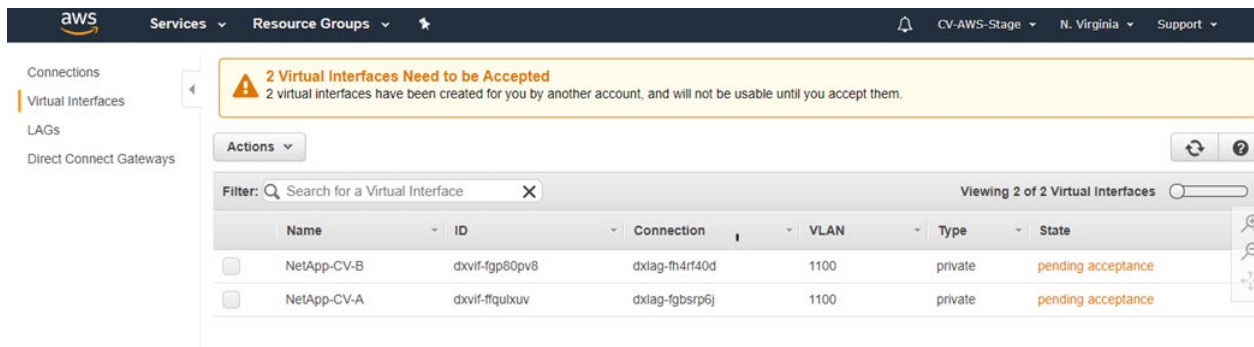 aws Services Resource Groups CV-AWS-Stage N. Virginia Support
Connections
Virtual Interfaces
LAGs
Direct Connect Gateways
2 Virtual Interfaces Need to be Accepted
2 virtual interfaces have been created for you by another account, and will not be usable until you accept them.
Actions
Filter: Search for a Virtual Interface Viewing 2 of 2 Virtual Interfaces
Name ID Connection VLAN Type State
NetApp-CV-B dxvif-fgp80pv8 dxlag-fh4rf40d 1100 private pending acceptance
NetApp-CV-A dxvif-ffqulxuv dxlag-fgbsrp6j 1100 private pending acceptance